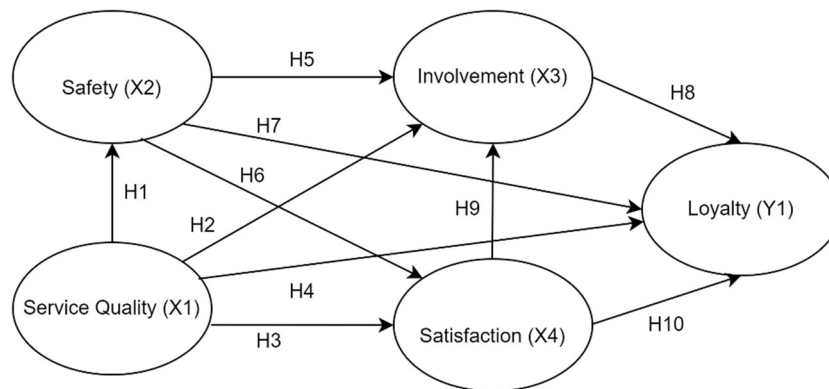 H5
Involvement (X3)
Safety (X2)
H8
H7
H6
H1
H9
Loyalty (Y1)
H2
H4
Service Quality (X1)
H3
Satisfaction (X4)
H10